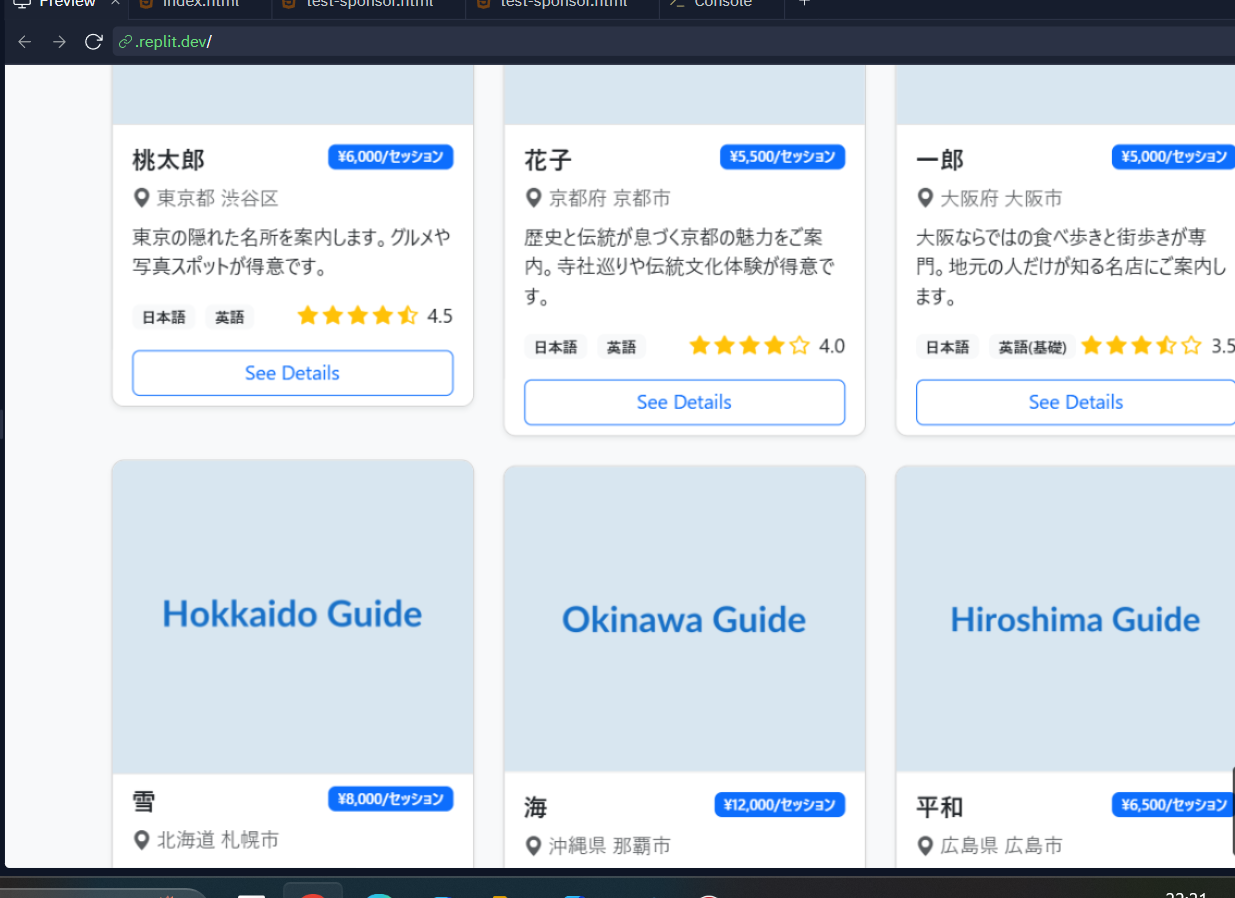 Preview
index.html
test-sponsor.html
test-sponsor.html
Console
.replit.dev/
桃太郎
¥6,000/セッション
東京都 渋谷区
東京の隠れた名所を案内します。グルメや
写真スポットが得意です。
日本語
英語
4.5
See Details
花子
¥5,500/セッション
京都府 京都市
歴史と伝統が息づく京都の魅力をご案
内。寺社巡りや伝統文化体験が得意で
す。
日本語
英語
4.0
See Details
一郎
¥5,000/セッション
大阪府 大阪市
大阪ならではの食べ歩きと街歩きが専
門。地元の人だけが知る名店にご案内し
ます。
日本語
英語(基礎)
3.5
See Details
Hokkaido Guide
雪
¥8,000/セッション
北海道 札幌市
Okinawa Guide
海
¥12,000/セッション
沖縄県 那覇市
Hiroshima Guide
平和
¥6,500/セッション
広島県 広島市